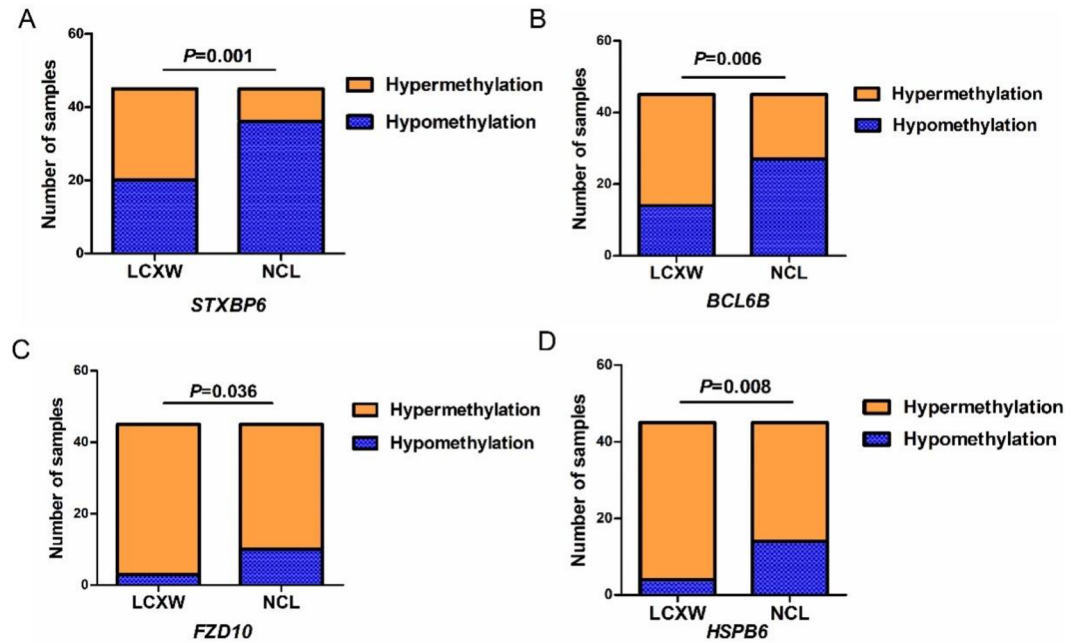 A
60
P=0.001
Hypermethylation
40
Hypomethylation
Number of samples
20
0
LCXW NCL
STXBP6
B
60
P=0.006
Hypermethylation
40
Hypomethylation
Number of samples
20
0
LCXW NCL
BCL6B
C
60
P=0.036
Hypermethylation
40
Hypomethylation
Number of samples
20
0
LCXW NCL
FZD10
D
60
P=0.008
Hypermethylation
40
Hypomethylation
Number of samples
20
0
LCXW NCL
HSPB6